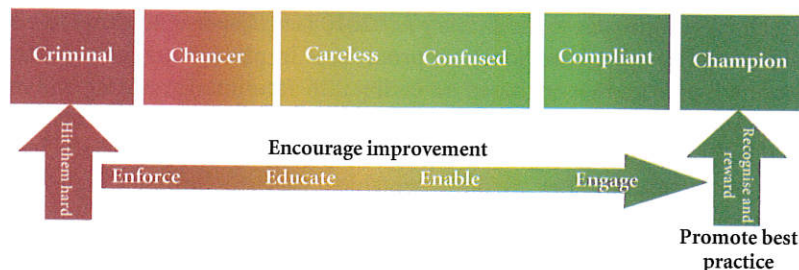 Criminal
Chancer
Careless
Confused
Compliant
Champion
Hit them hard
Encourage improvement
Enforce
Educate
Enable
Engage
Recognise and
reward
Promote best
practice